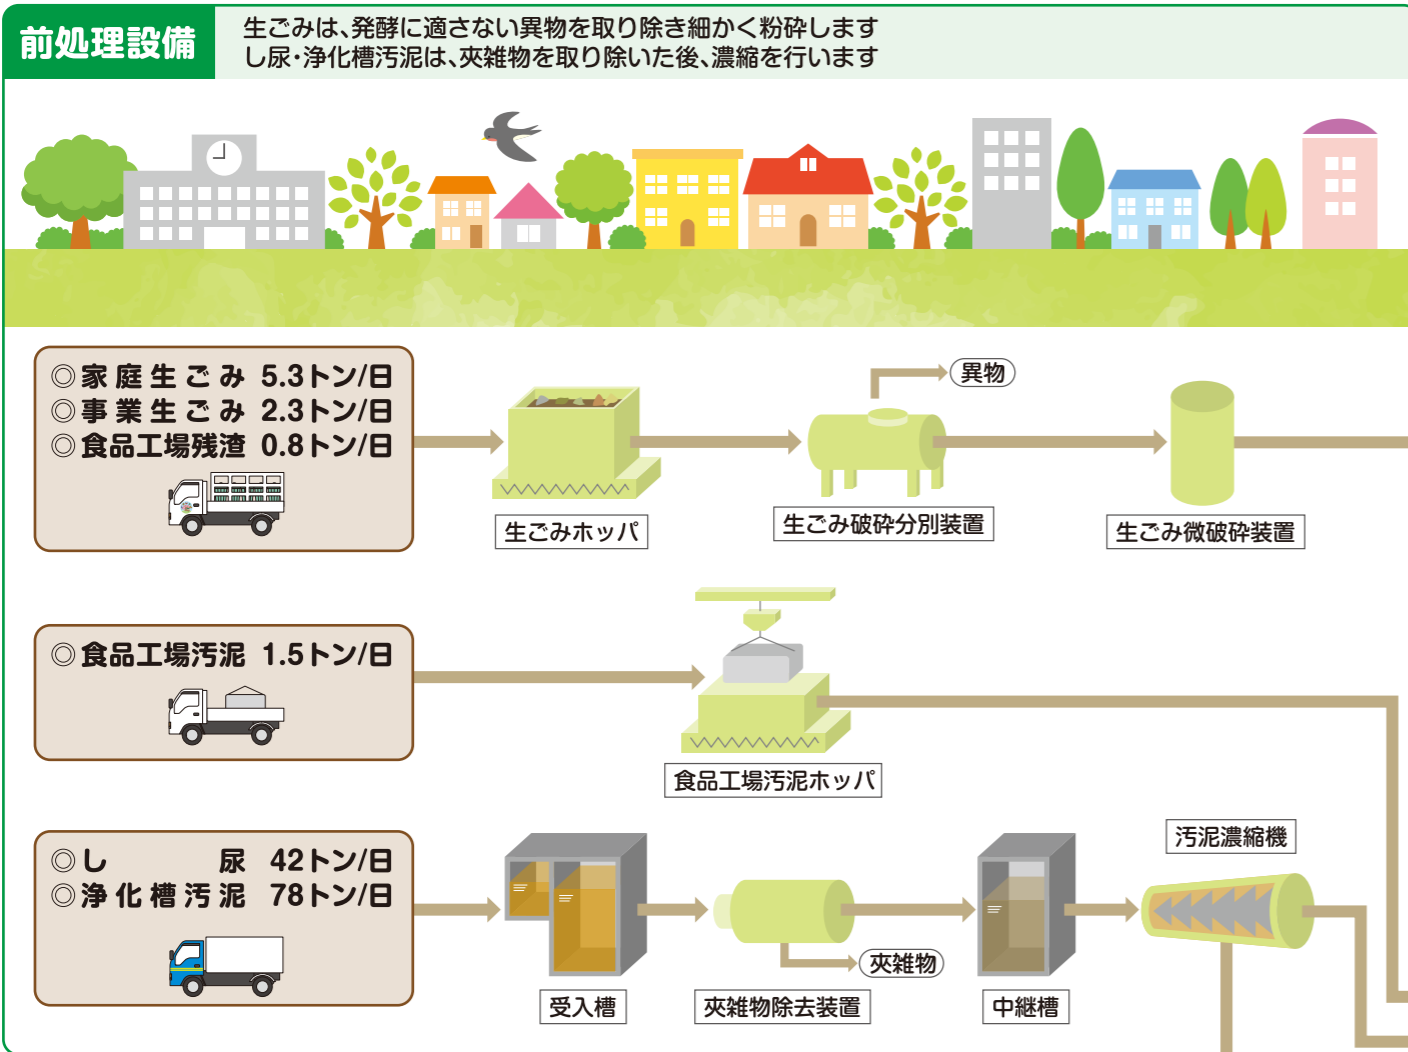 前処理設備
生ごみは、発酵に適さない異物を取り除き細かく粉砕します
し尿・浄化槽汚泥は、夾雑物を取り除いた後、濃縮を行います
◎家庭生ごみ 5.3トン/日
◎事業生ごみ 2.3トン/日
◎食品工場残渣 0.8トン/日
異物
生ごみホッパ
生ごみ破砕分別装置
生ごみ微破砕装置
◎食品工場汚泥 1.5トン/日
食品工場汚泥ホッパ
◎し尿 42トン/日
◎浄化槽汚泥 78トン/日
汚泥濃縮機
夾雑物
受入槽
夾雑物除去装置
中継槽